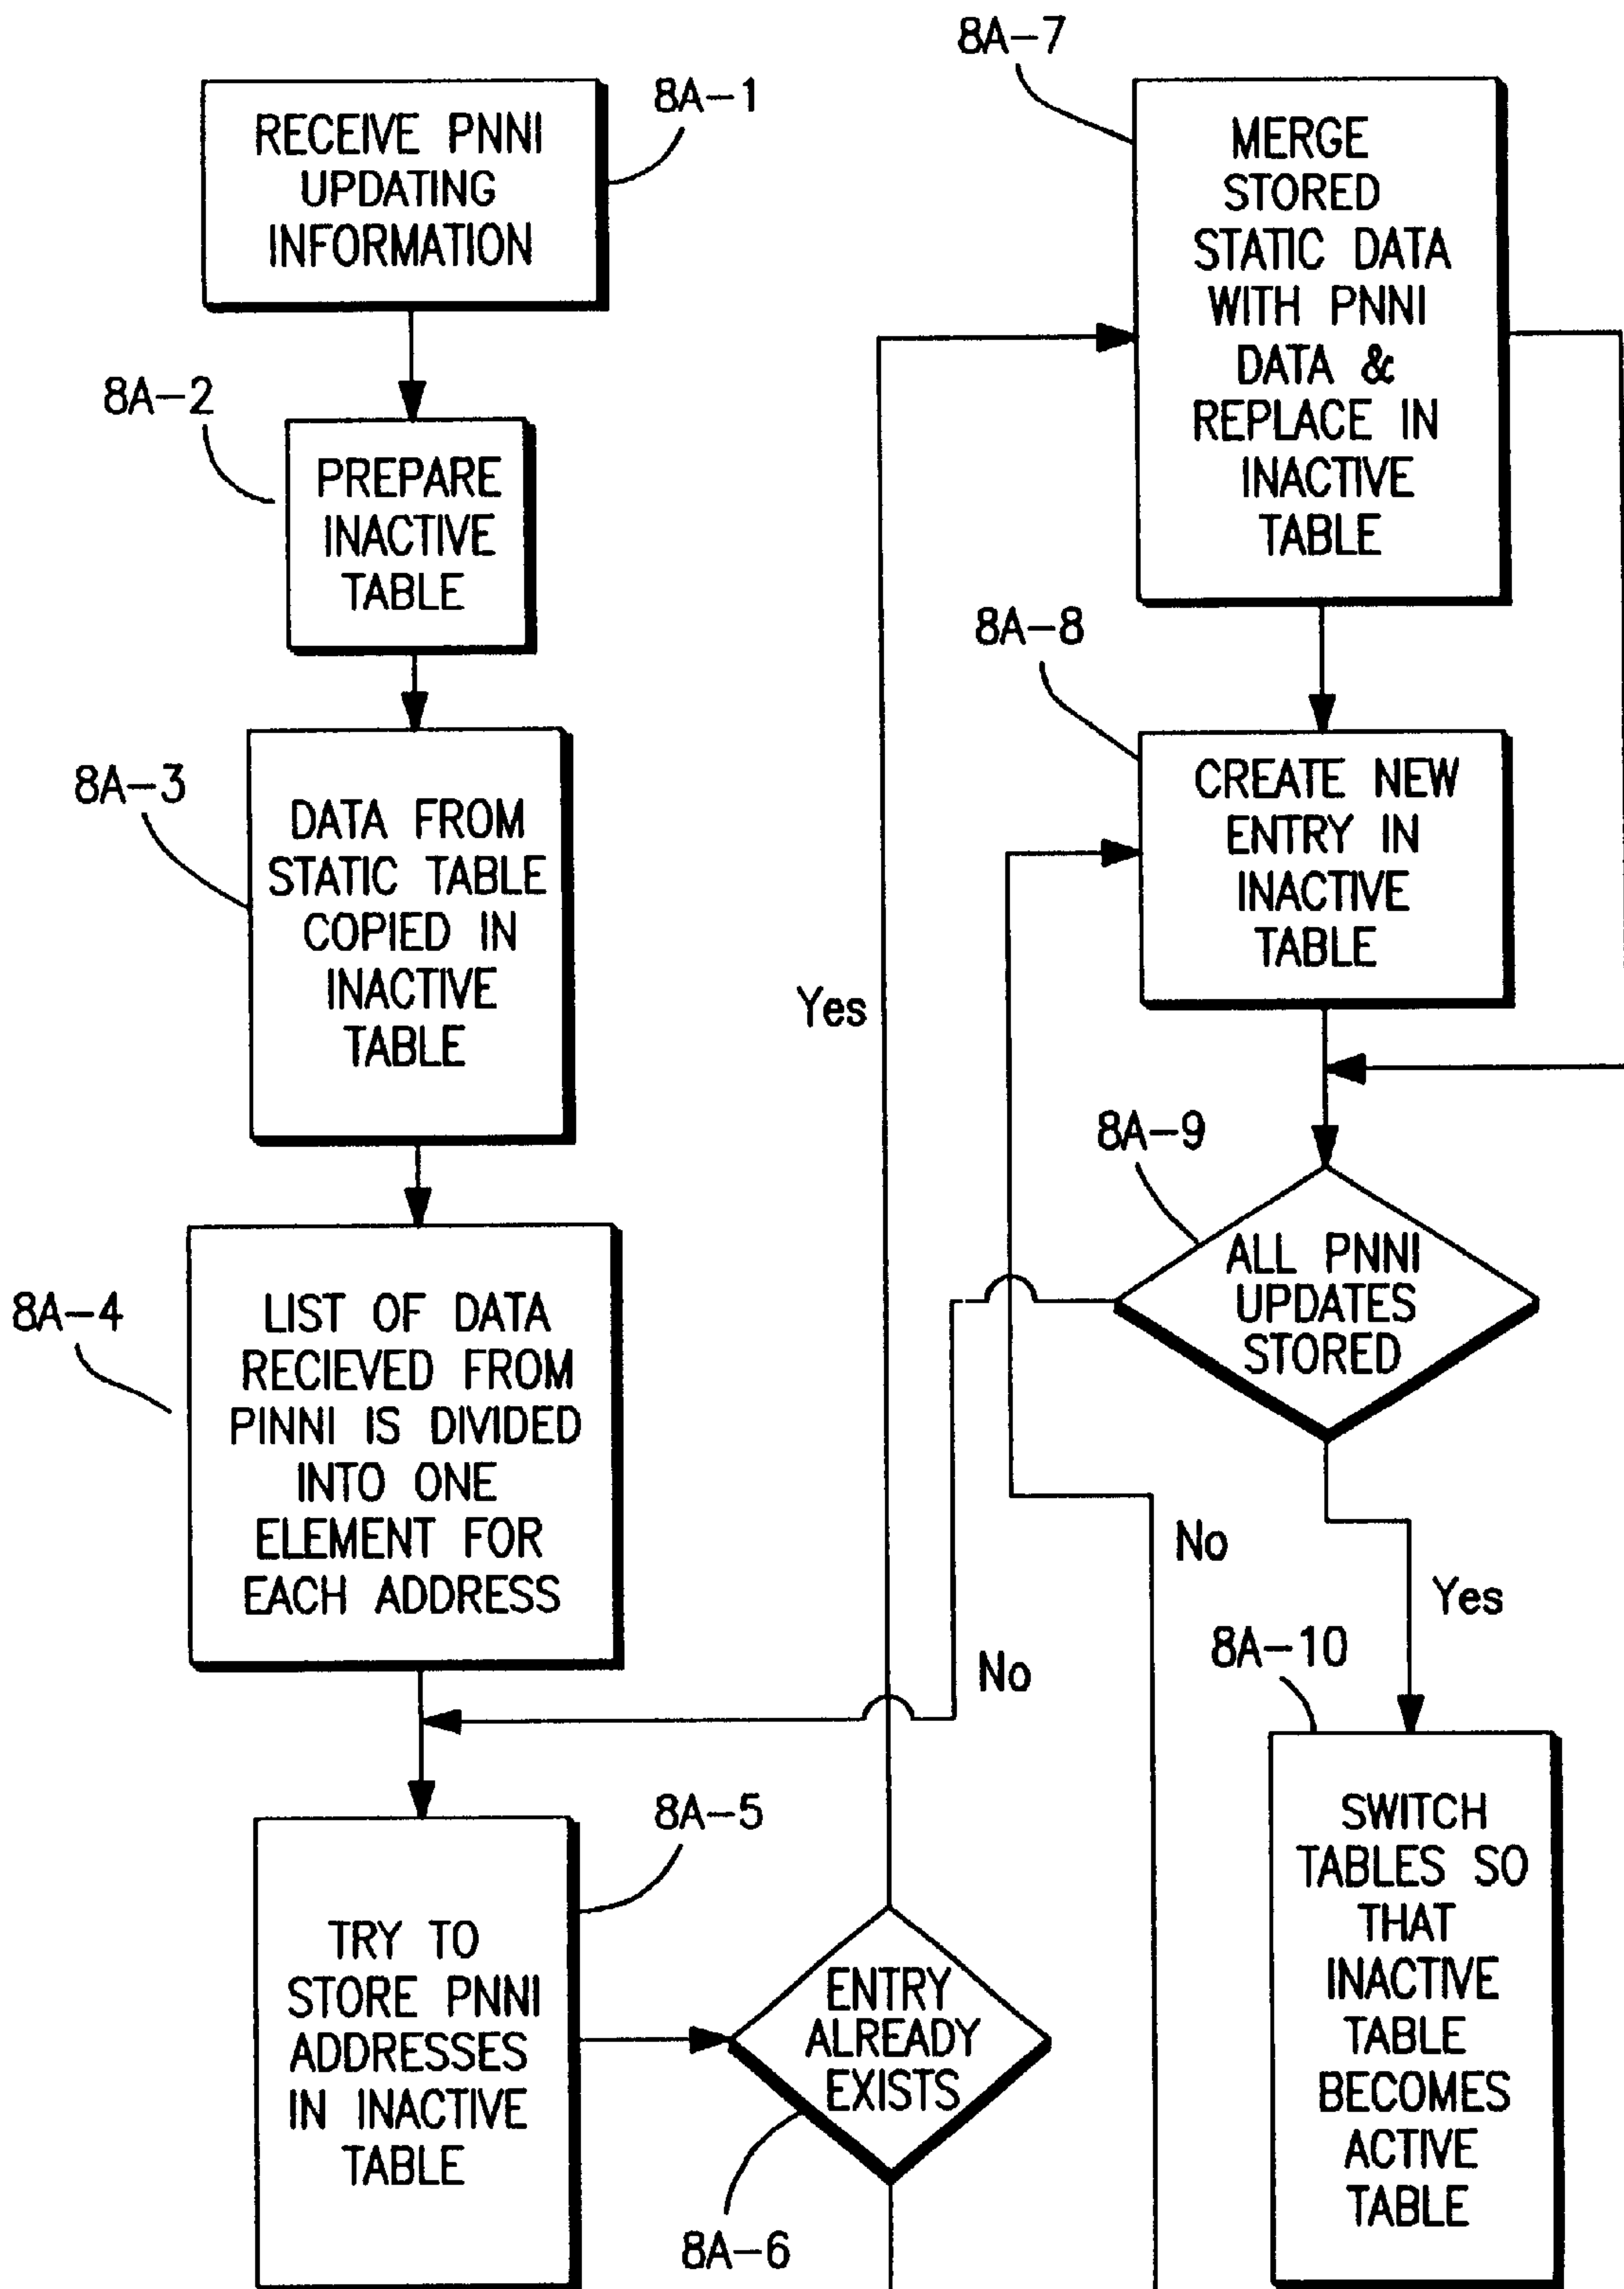 8A-1
RECEIVE PNNI
UPDATING
INFORMATION
8A-2
PREPARE
INACTIVE
TABLE
8A-3
DATA FROM
STATIC TABLE
COPIED IN
INACTIVE
TABLE
8A-4
LIST OF DATA
RECIEVED FROM
PINNI IS DIVIDED
INTO ONE
ELEMENT FOR
EACH ADDRESS
8A-5
TRY TO
STORE PNNI
ADDRESSES
IN INACTIVE
TABLE
ENTRY
ALREADY
EXISTS
8A-6
Yes
No
8A-7
MERGE
STORED
STATIC DATA
WITH PNNI
DATA &
REPLACE IN
INACTIVE
TABLE
8A-8
CREATE NEW
ENTRY IN
INACTIVE
TABLE
8A-9
ALL PNNI
UPDATES
STORED
No
Yes
8A-10
SWITCH
TABLES SO
THAT
INACTIVE
TABLE
BECOMES
ACTIVE
TABLE